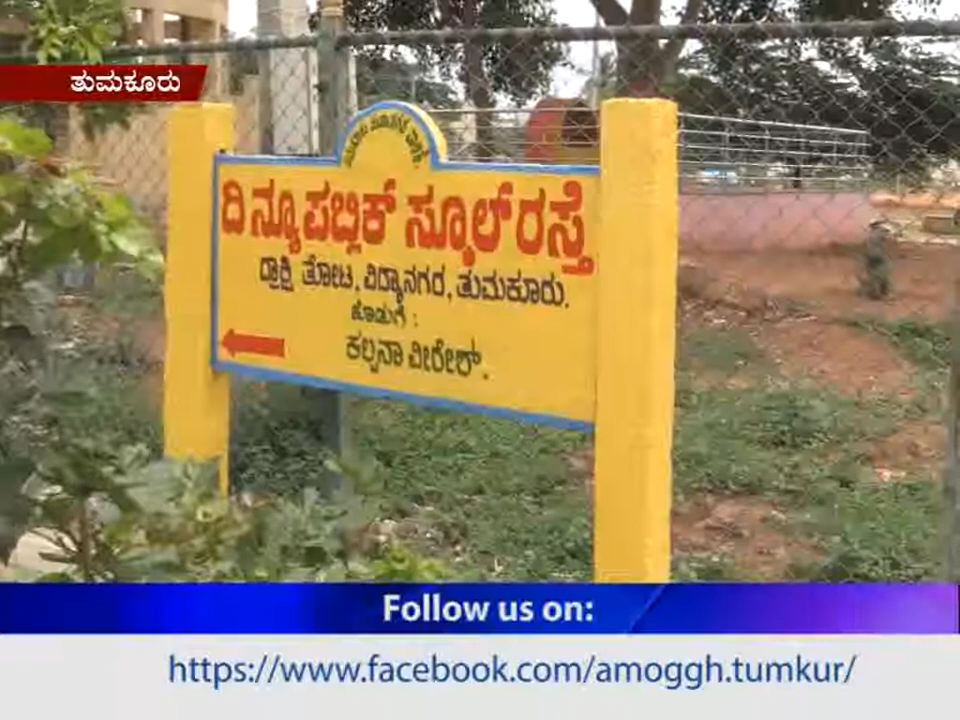 ತುಮಕೂರು
ದಿ ನ್ಯೂ ಪಬ್ಲಿಕ್ ಸ್ಕೂಲ್ ರಸ್ತೆ
ದ್ರಾಕ್ಷಿ ತೋಟ, ವಿದ್ಯಾನಗರ, ತುಮಕೂರು.
ಕೊಡುಗೆ :
ಕಲ್ಪನಾ ವೀರೇಶ್.
Follow us on:
https://www.facebook.com/amoggh.tumkur/